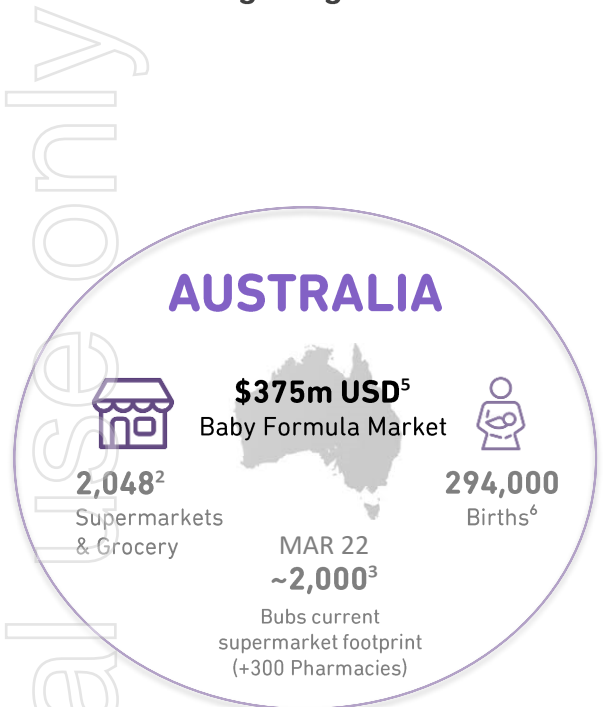 AUSTRALIA
$375m USD⁵
Baby Formula Market
2,048²
Supermarkets
& Grocery
294,000
Births⁶
MAR 22
~2,000³
Bubs current
supermarket footprint
(+300 Pharmacies)
use only